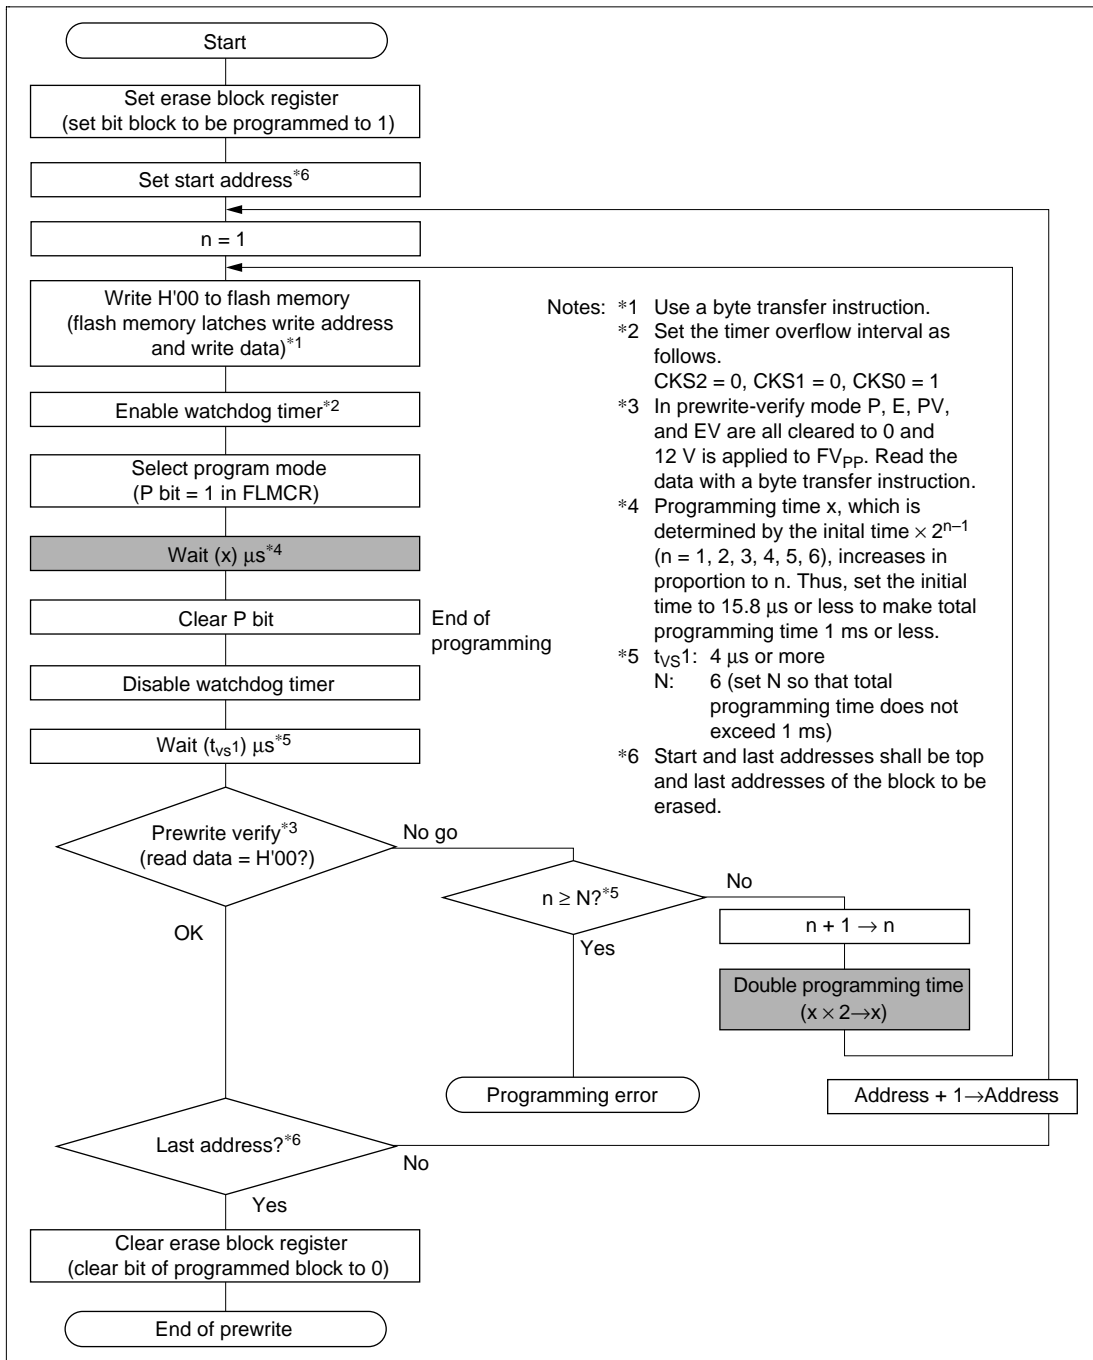 Start
Set erase block register
(set bit block to be programmed to 1)
Set start address*6
n = 1
Write H'00 to flash memory
(flash memory latches write address
and write data)*1
Enable watchdog timer*2
Select program mode
(P bit = 1 in FLMCR)
Wait (x) μs*4
Clear P bit
End of
programming
Disable watchdog timer
Wait (tvs1) μs*5
Prewrite verify*3
(read data = H'00?)
No go
OK
n ≥ N?*5
No
Yes
n + 1 → n
Double programming time
(x × 2→x)
Programming error
Address + 1→Address
Last address?*6
No
Yes
Clear erase block register
(clear bit of programmed block to 0)
End of prewrite
Notes: *1 Use a byte transfer instruction.
*2 Set the timer overflow interval as
follows.
CKS2 = 0, CKS1 = 0, CKS0 = 1
*3 In prewrite-verify mode P, E, PV,
and EV are all cleared to 0 and
12 V is applied to FVPP. Read the
data with a byte transfer instruction.
*4 Programming time x, which is
determined by the inital time × 2n–1
(n = 1, 2, 3, 4, 5, 6), increases in
proportion to n. Thus, set the initial
time to 15.8 μs or less to make total
programming time 1 ms or less.
*5 tVS1: 4 μs or more
N: 6 (set N so that total
programming time does not
exceed 1 ms)
*6 Start and last addresses shall be top
and last addresses of the block to be
erased.